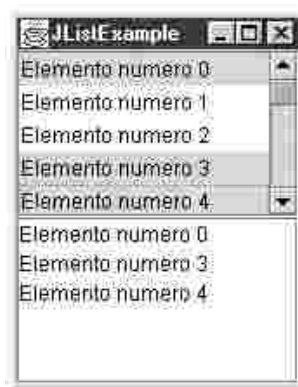 JListExample
Elemento numero 0
Elemento numero 1
Elemento numero 2
Elemento numero 3
Elemento numero 4
Elemento numero 0
Elemento numero 3
Elemento numero 4